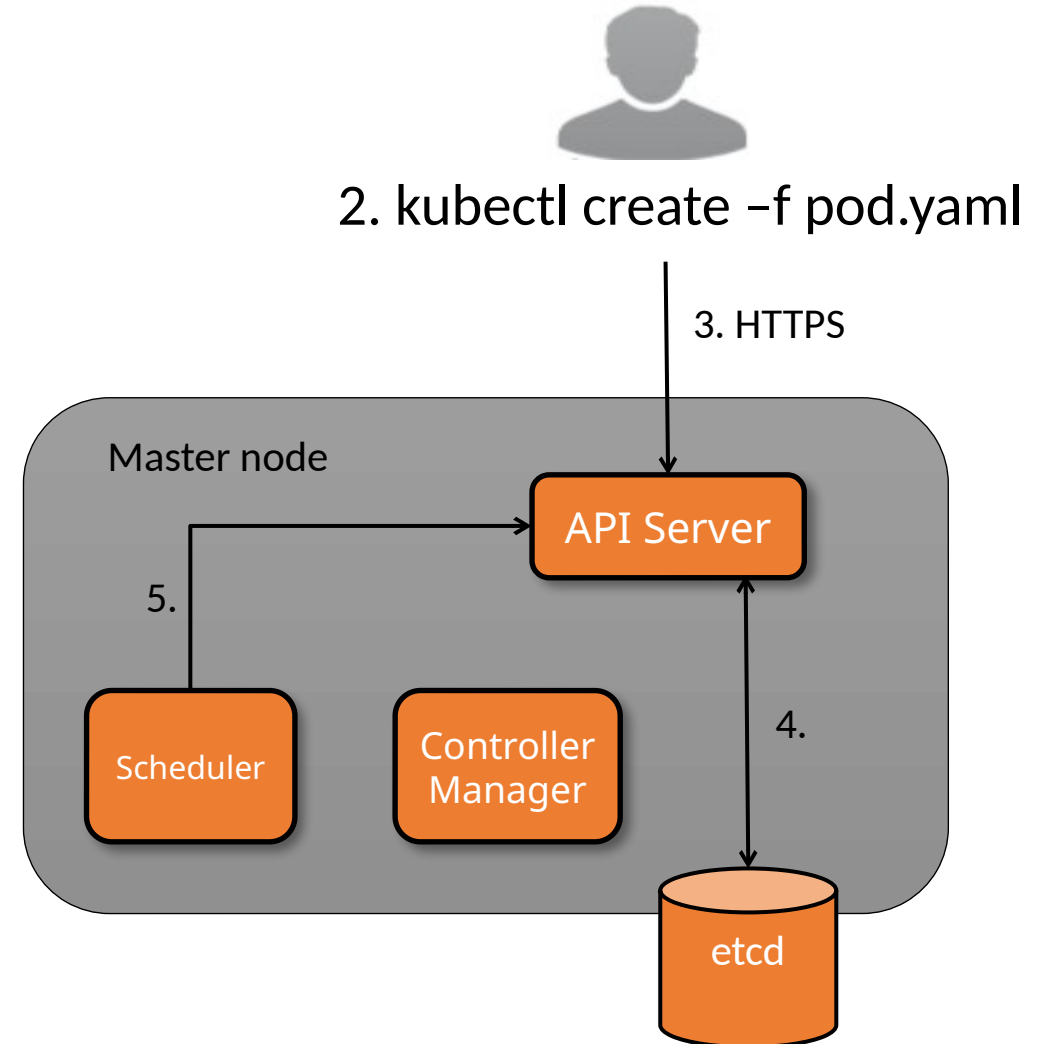 2. kubectl create –f pod.yaml
3. HTTPS
Master node
API Server
5.
Scheduler
Controller
Manager
4.
etcd